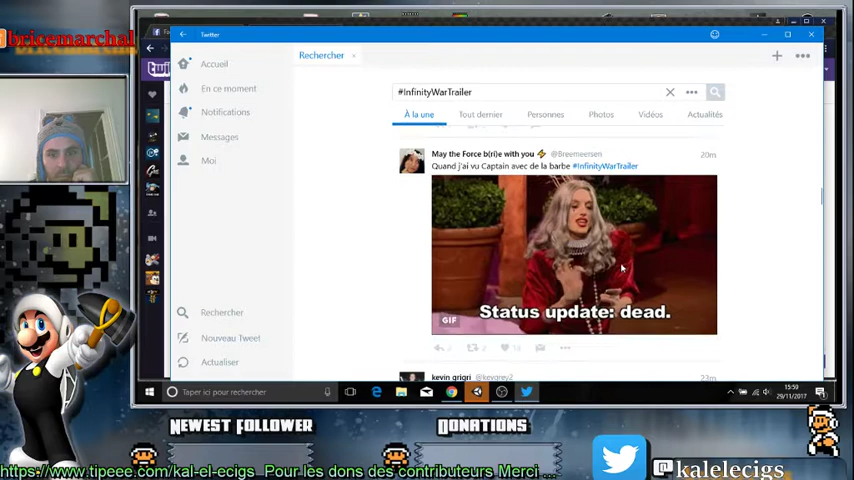 bricemarchal
Twitter
Rechercher
Accueil
En ce moment
Notifications
Messages
Moi
#InfinityWarTrailer
À la une
Tout dernier
Personnes
Photos
Vidéos
Actualités
May the Force b(ri)e with you ⚡ @Breemeersen 20m
Quand j'ai vu Captain avec de la barbe #InfinityWarTrailer
Status update: dead.
GIF
Rechercher
Nouveau Tweet
Actualiser
kevin grigri @kevgrey2 23m
Taper ici pour rechercher
15:59
29/11/2017
NEWEST FOLLOWER
DONATIONS
https://www.tipeee.com/kal-el-ecigs Pour les dons des contributeurs Merci ...
@kalelecigs